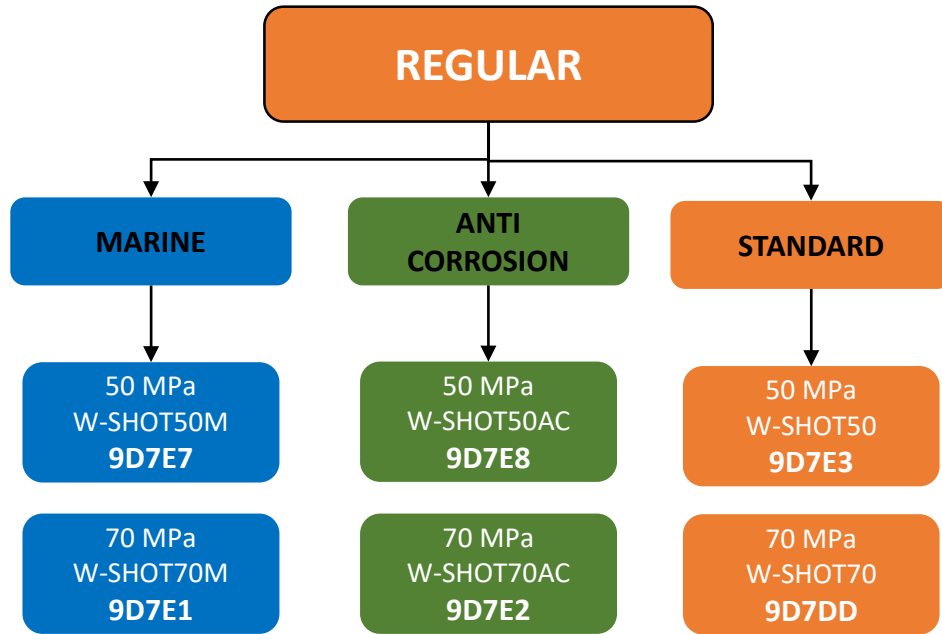 REGULAR
MARINE
ANTI
CORROSION
STANDARD
50 MPa
W-SHOT50M
9D7E7
50 MPa
W-SHOT50AC
9D7E8
50 MPa
W-SHOT50
9D7E3
70 MPa
W-SHOT70M
9D7E1
70 MPa
W-SHOT70AC
9D7E2
70 MPa
W-SHOT70
9D7DD